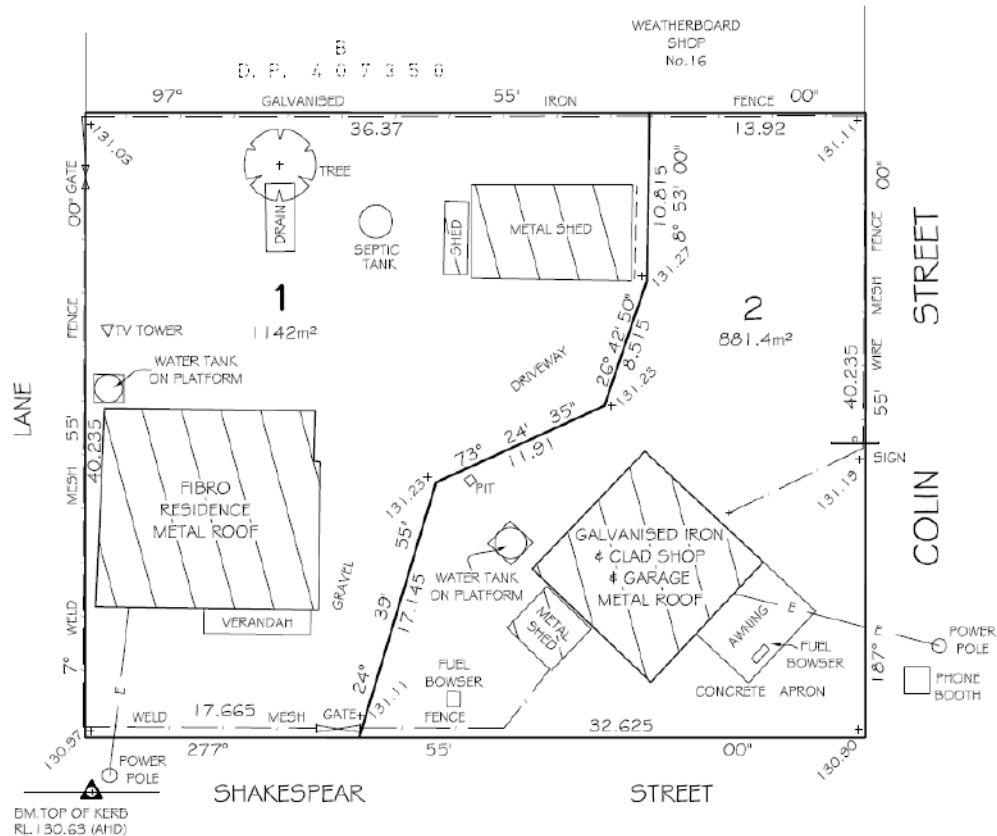 WEATHERBOARD
SHOP
No.16
B
D. P. 407350
97° 55' 00"
GALVANISED IRON FENCE
36.37
13.92
131.03
131.11
TREE
DRAIN
SEPTIC
TANK
SHED
METAL SHED
10.815
8° 53' 00"
131.27
1
1142m²
2
881.4m²
TV TOWER
WATER TANK
ON PLATFORM
DRIVEWAY
26° 42' 50"
8.515
131.25
73° 24' 35"
11.91
131.23
PIT
FIBRO
RESIDENCE
METAL ROOF
VERANDAH
GRAVEL
24° 39' 55"
17.145
WATER TANK
ON PLATFORM
GALVANISED IRON
& CLAD SHOP
& GARAGE
METAL ROOF
METAL
SHED
AWNING
FUEL
BOWSER
CONCRETE APRON
FUEL
BOWSER
131.11
E
E
E
POWER
POLE
PHONE
BOOTH
SIGN
131.19
7° 55' 00"
WELD MESH FENCE GATE
40.235
LANE
187° 55' 00"
WIRE MESH FENCE
40.235
COLIN STREET
17.665
WELD MESH GATE FENCE
32.625
277° 55' 00"
130.97
130.90
POWER
POLE
SHAKESPEAR STREET
BM.TOP OF KERB
RL.130.63 (AHD)